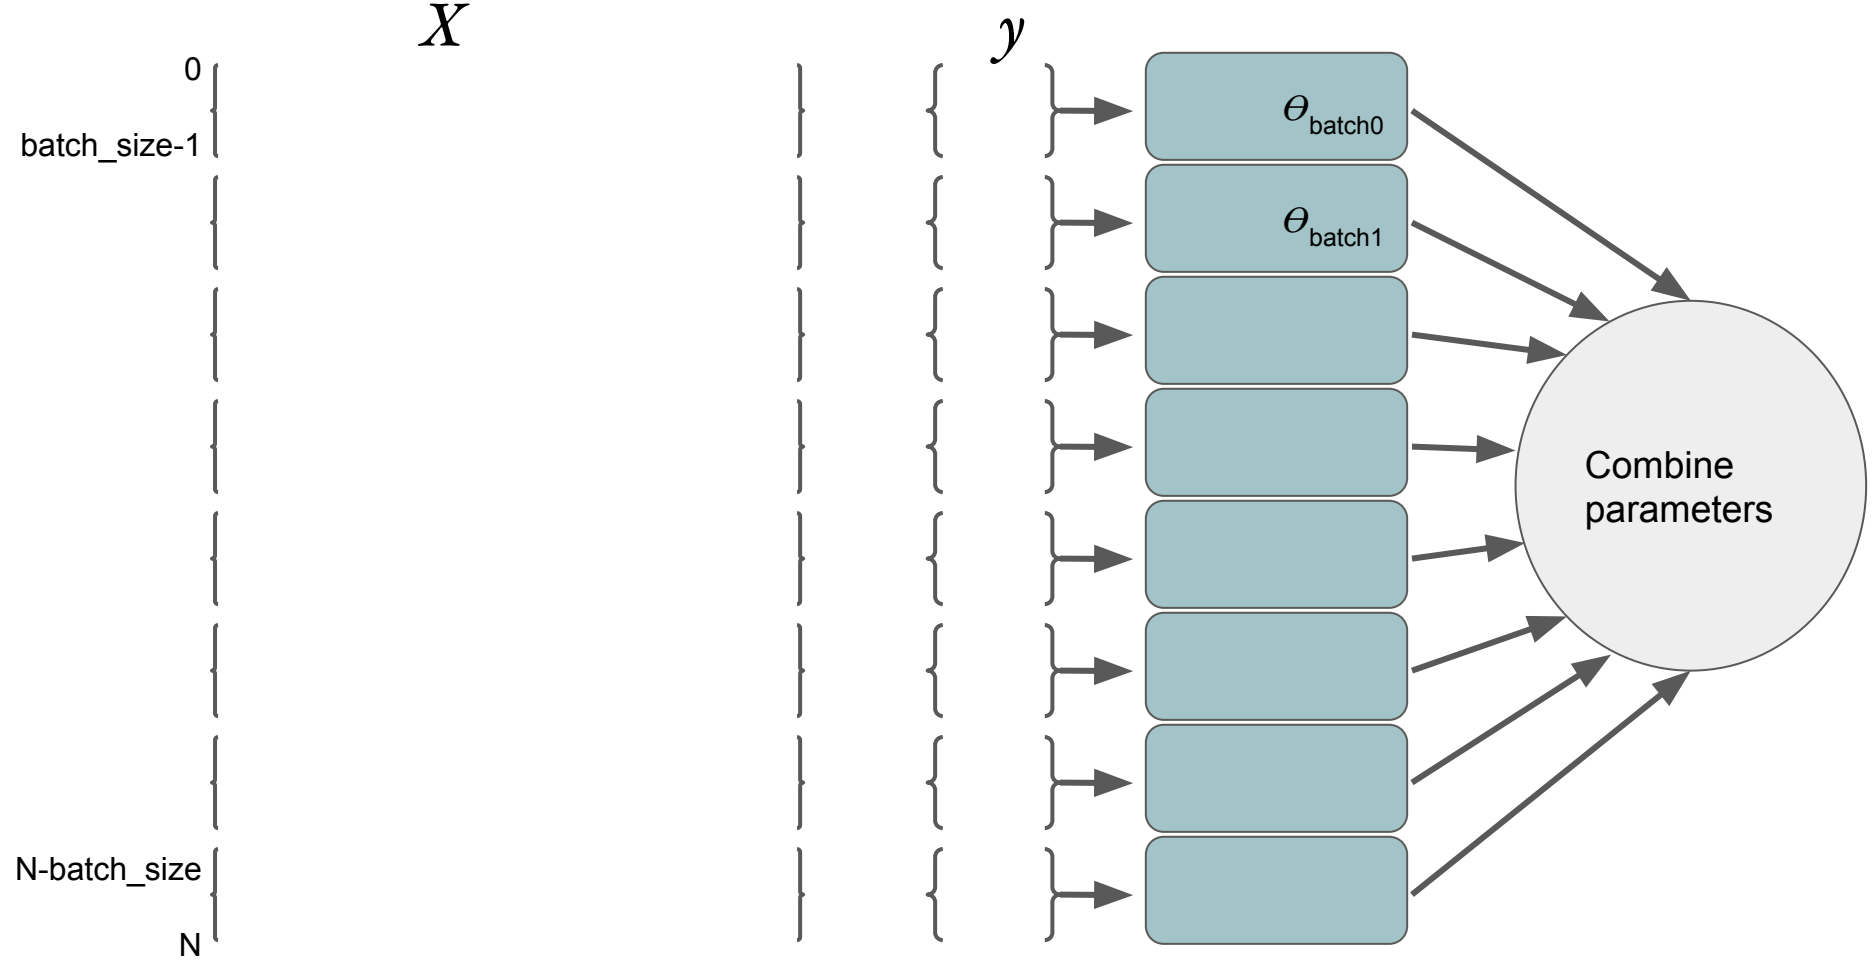 X
y
0
batch_size-1
θbatch0
θbatch1
Combine
parameters
N-batch_size
N